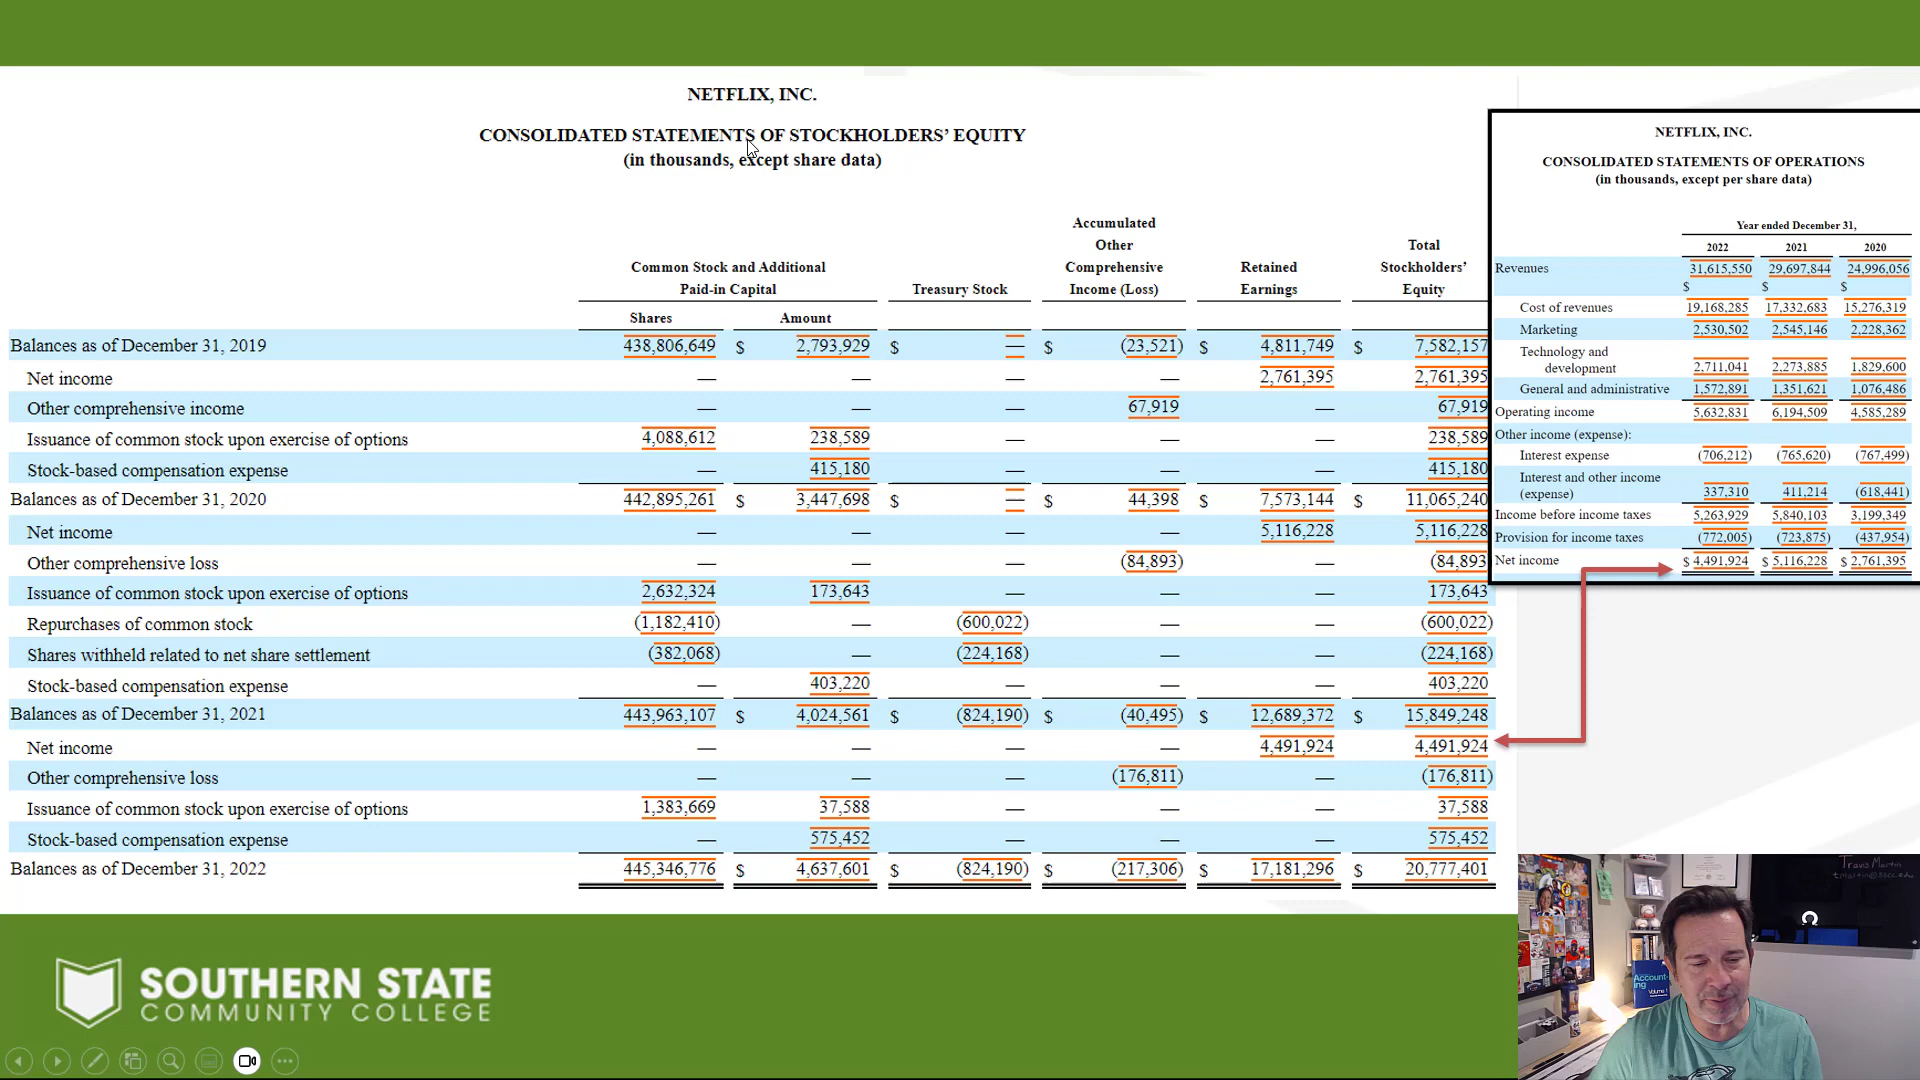 NETFLIX, INC.
CONSOLIDATED STATEMENTS OF STOCKHOLDERS’ EQUITY
(in thousands, except share data)
Common Stock and Additional Paid-in Capital Treasury Stock Accumulated Other Comprehensive Income (Loss) Retained Earnings Total Stockholders’ Equity
Shares Amount
Balances as of December 31, 2019 438,806,649 $ 2,793,929 $ — $ (23,521) $ 4,811,749 $ 7,582,157
Net income — — — — 2,761,395 2,761,395
Other comprehensive income — — — 67,919 — 67,919
Issuance of common stock upon exercise of options 4,088,612 238,589 — — — 238,589
Stock-based compensation expense — 415,180 — — — 415,180
Balances as of December 31, 2020 442,895,261 $ 3,447,698 $ — $ 44,398 $ 7,573,144 $ 11,065,240
Net income — — — — 5,116,228 5,116,228
Other comprehensive loss — — — (84,893) — (84,893
Issuance of common stock upon exercise of options 2,632,324 173,643 — — — 173,643
Repurchases of common stock (1,182,410) — (600,022) — — (600,022)
Shares withheld related to net share settlement (382,068) — (224,168) — — (224,168)
Stock-based compensation expense — 403,220 — — — 403,220
Balances as of December 31, 2021 443,963,107 $ 4,024,561 $ (824,190) $ (40,495) $ 12,689,372 $ 15,849,248
Net income — — — — 4,491,924 4,491,924
Other comprehensive loss — — — (176,811) — (176,811)
Issuance of common stock upon exercise of options 1,383,669 37,588 — — — 37,588
Stock-based compensation expense — 575,452 — — — 575,452
Balances as of December 31, 2022 445,346,776 $ 4,637,601 $ (824,190) $ (217,306) $ 17,181,296 $ 20,777,401
NETFLIX, INC.
CONSOLIDATED STATEMENTS OF OPERATIONS
(in thousands, except per share data)
Year ended December 31,
2022 2021 2020
Revenues 31,615,550 29,697,844 24,996,056
$ $ $
Cost of revenues 19,168,285 17,332,683 15,276,319
Marketing 2,530,502 2,545,146 2,228,362
Technology and
development 2,711,041 2,273,885 1,829,600
General and administrative 1,572,891 1,351,621 1,076,486
Operating income 5,632,831 6,194,509 4,585,289
Other income (expense):
Interest expense (706,212) (765,620) (767,499)
Interest and other income
(expense) 337,310 411,214 (618,441)
Income before income taxes 5,263,929 5,840,103 3,199,349
Provision for income taxes (772,005) (723,875) (437,954)
Net income $ 4,491,924 $ 5,116,228 $ 2,761,395
SOUTHERN STATE
COMMUNITY COLLEGE
Travis Martin
tmartin@sscc.edu
Account-
ing
Volume 1